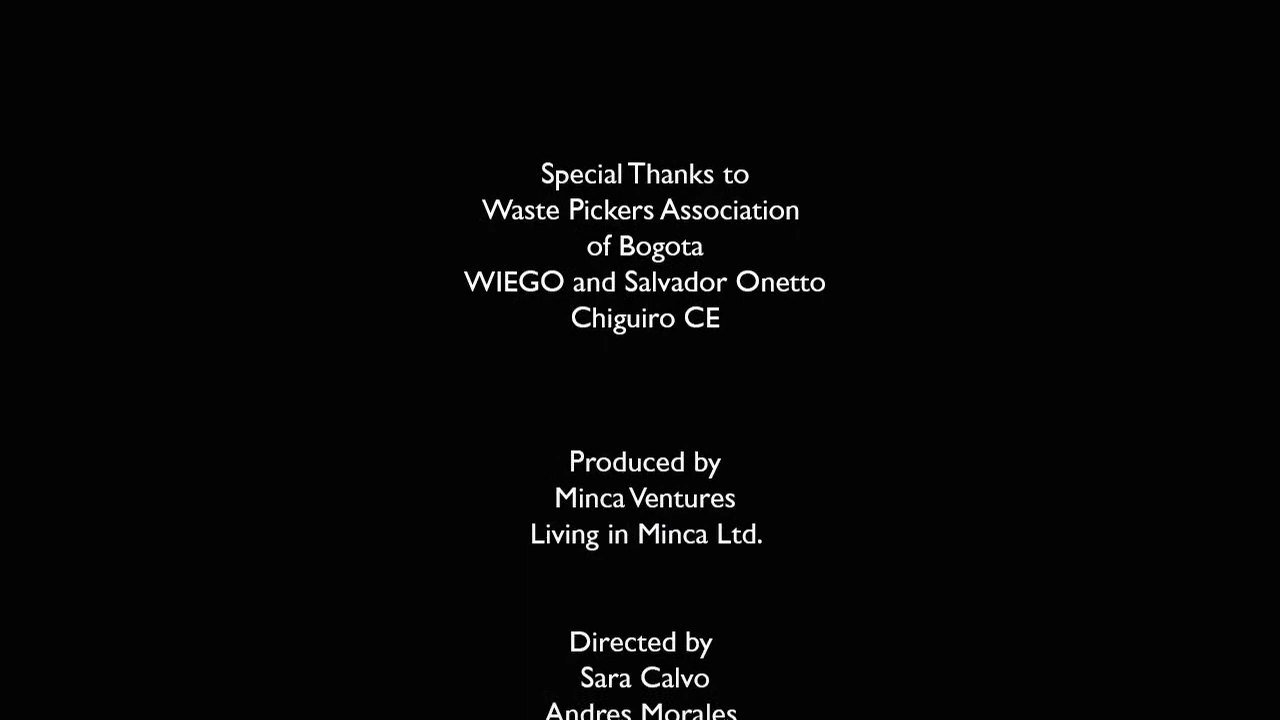 Special Thanks to
Waste Pickers Association
of Bogota
WIEGO and Salvador Onetto
Chiguiro CE
Produced by
Minca Ventures
Living in Minca Ltd.
Directed by
Sara Calvo
Andres Morales